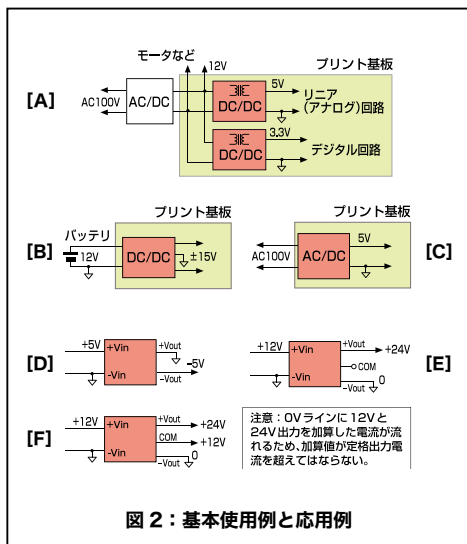 モータなど
12V
プリント基板
[A]
AC100V
AC/DC
DC/DC
5V
リニア
(アナログ)回路
DC/DC
3.3V
デジタル回路
プリント基板
プリント基板
[B]
バッテリ
12V
DC/DC
±15V
AC100V
AC/DC
5V
[C]
[D]
+5V
+Vin
-Vin
+Vout
-5V
-Vout
+12V
+Vin
-Vin
+Vout
+24V
COM
0
-Vout
[E]
[F]
+12V
+Vin
-Vin
+Vout
+24V
COM
+12V
0
-Vout
注意:0Vラインに12Vと
24V出力を加算した電流が流
れるため、加算値が定格出力電
流を超えてはならない。
図2:基本使用例と応用例